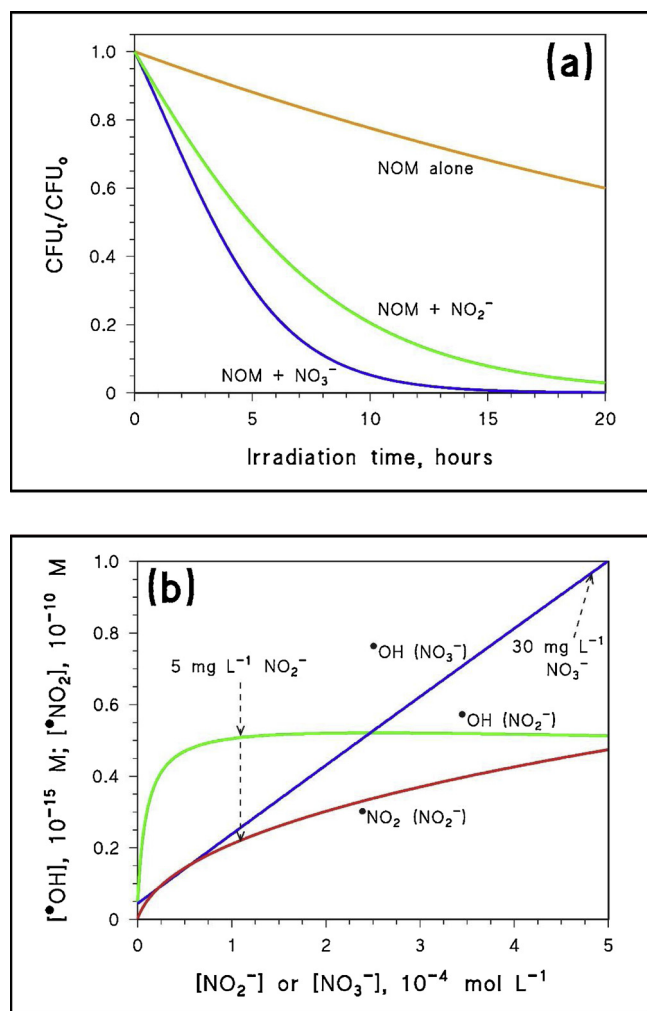 (a)
CFUₜ/CFUₒ
1.0
0.8
0.6
0.4
0.2
0
NOM alone
NOM + NO₂⁻
NOM + NO₃⁻
0 5 10 15 20
Irradiation time, hours
(b)
[•OH], 10⁻¹⁵ M; [•NO₂], 10⁻¹⁰ M
1.0
0.8
0.6
0.4
0.2
0
5 mg L⁻¹ NO₂⁻
•OH (NO₃⁻)
30 mg L⁻¹
NO₃⁻
•OH (NO₂⁻)
•NO₂ (NO₂⁻)
0 1 2 3 4 5
[NO₂⁻] or [NO₃⁻], 10⁻⁴ mol L⁻¹